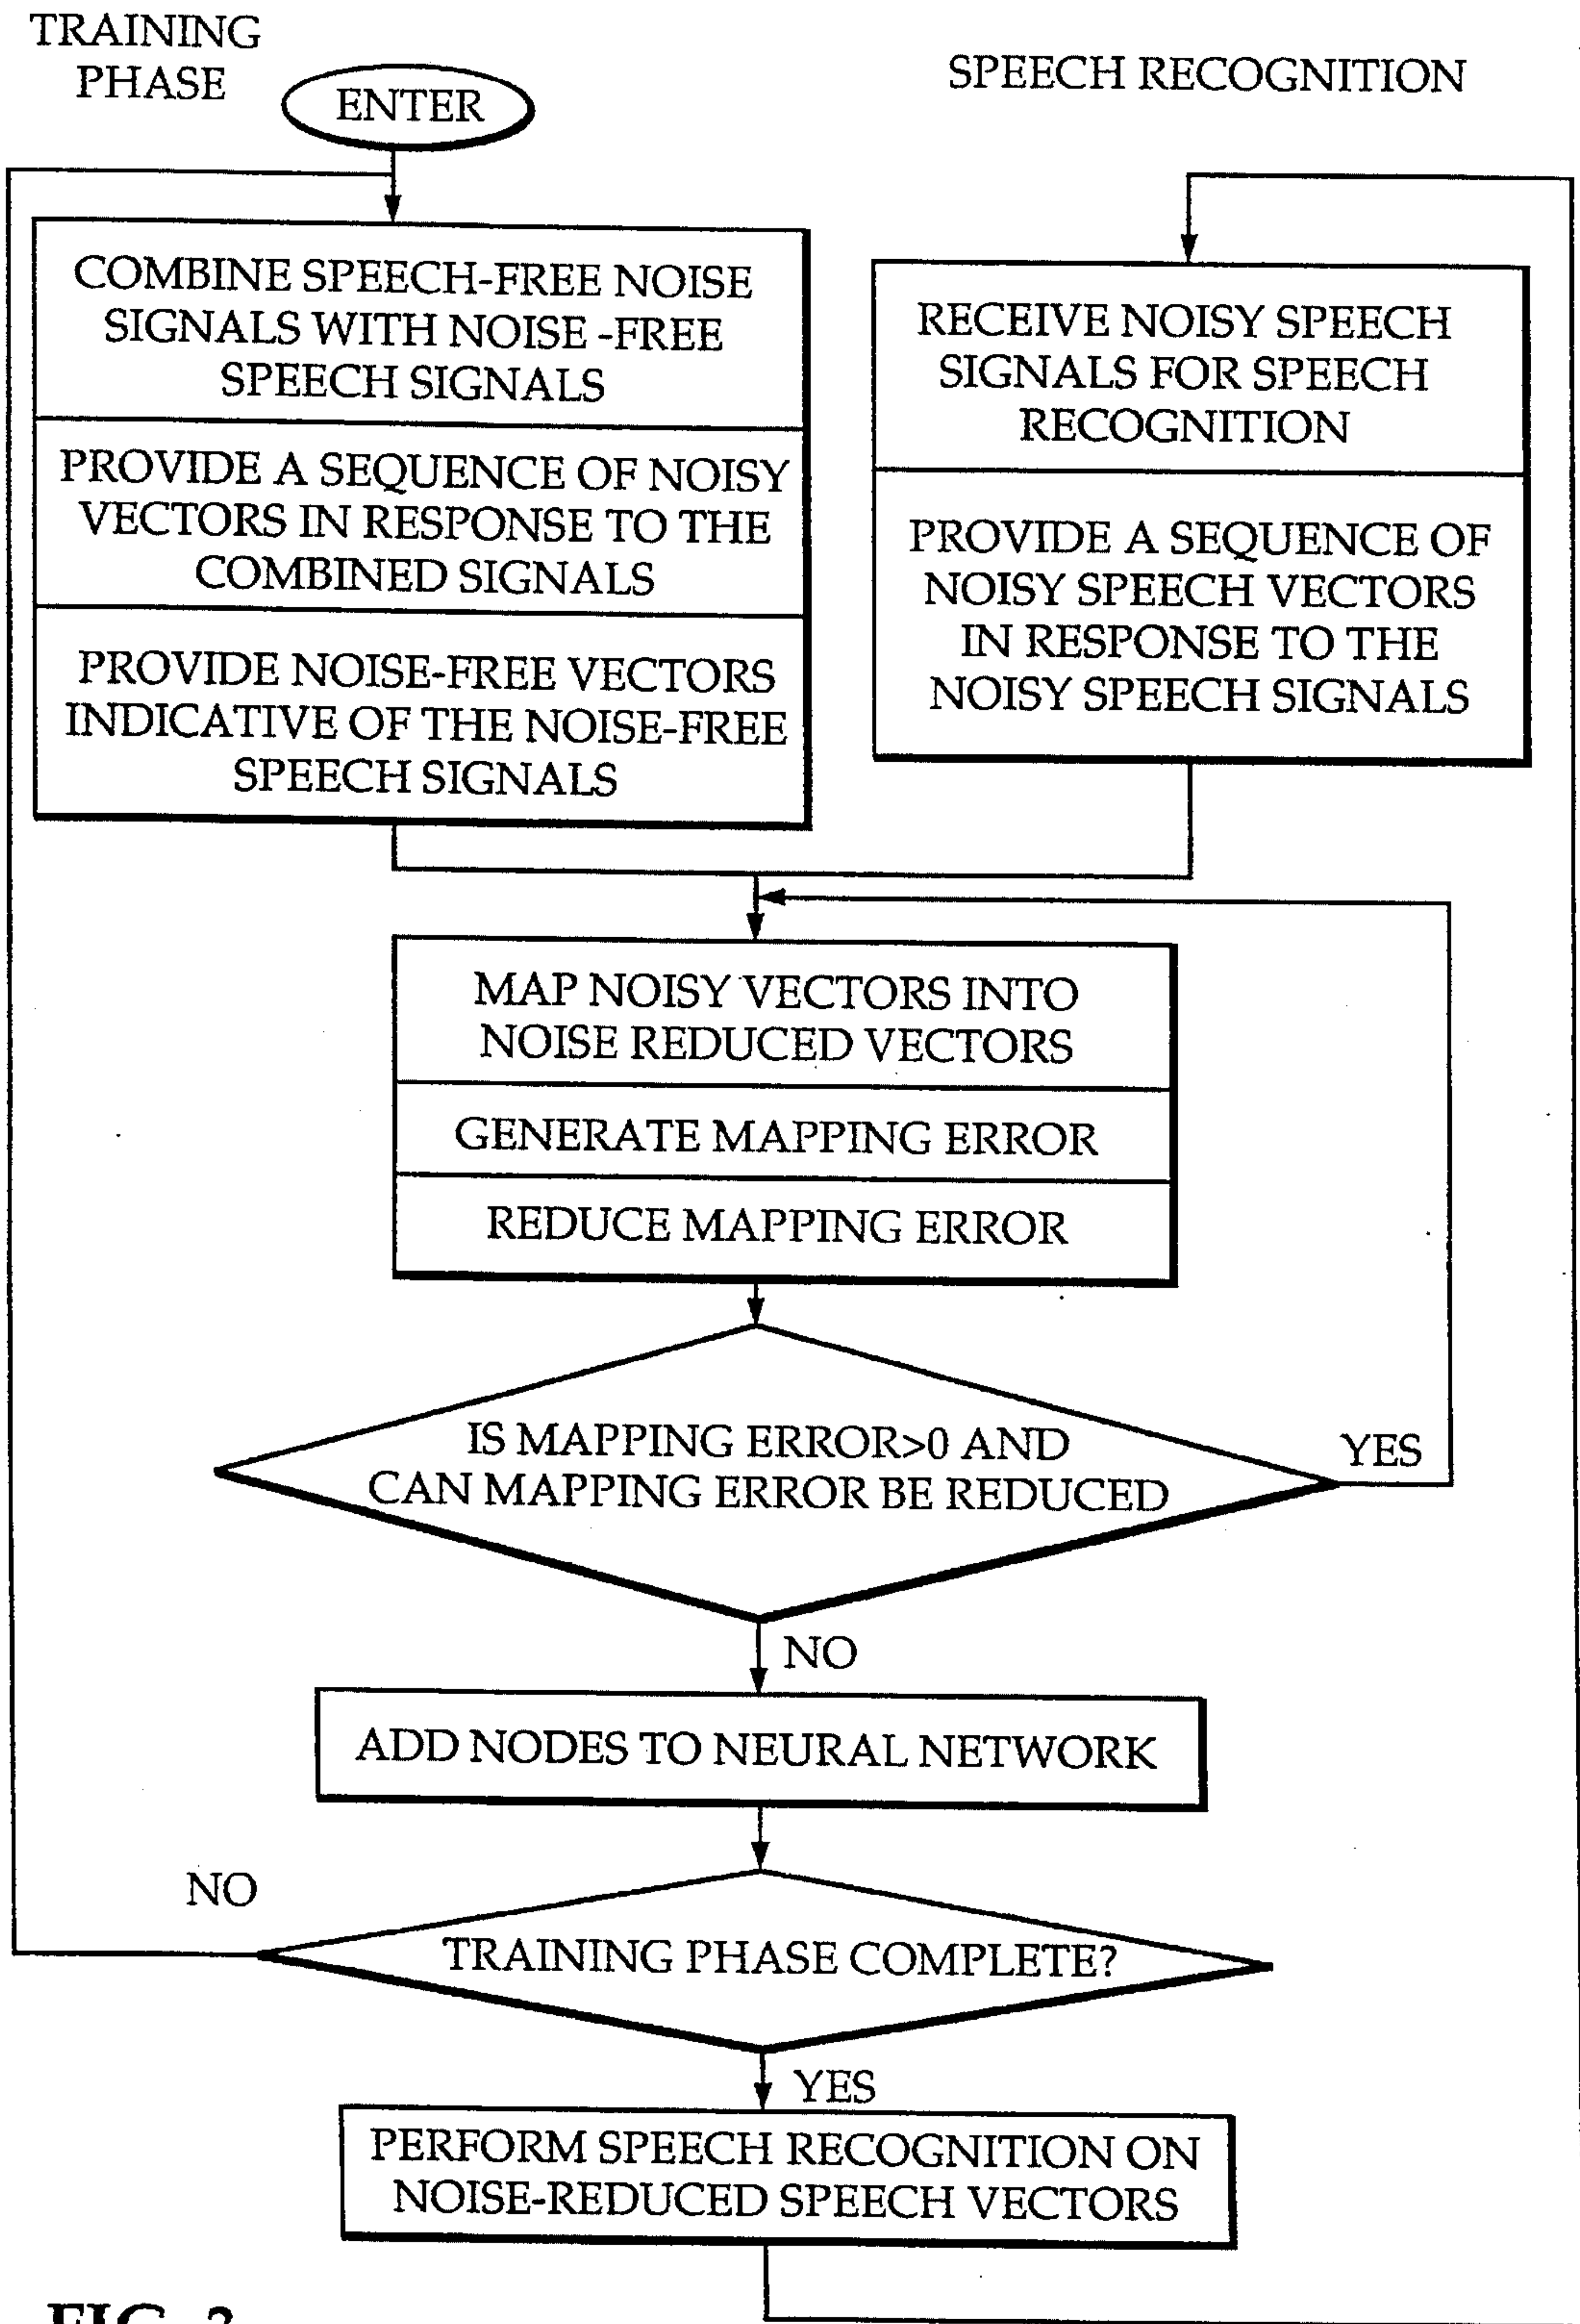 TRAINING
PHASE
ENTER
SPEECH RECOGNITION
COMBINE SPEECH-FREE NOISE
SIGNALS WITH NOISE -FREE
SPEECH SIGNALS
PROVIDE A SEQUENCE OF NOISY
VECTORS IN RESPONSE TO THE
COMBINED SIGNALS
PROVIDE NOISE-FREE VECTORS
INDICATIVE OF THE NOISE-FREE
SPEECH SIGNALS
RECEIVE NOISY SPEECH
SIGNALS FOR SPEECH
RECOGNITION
PROVIDE A SEQUENCE OF
NOISY SPEECH VECTORS
IN RESPONSE TO THE
NOISY SPEECH SIGNALS
MAP NOISY VECTORS INTO
NOISE REDUCED VECTORS
GENERATE MAPPING ERROR
REDUCE MAPPING ERROR
IS MAPPING ERROR>0 AND
CAN MAPPING ERROR BE REDUCED
YES
NO
ADD NODES TO NEURAL NETWORK
NO
TRAINING PHASE COMPLETE?
YES
PERFORM SPEECH RECOGNITION ON
NOISE-REDUCED SPEECH VECTORS
FIG.